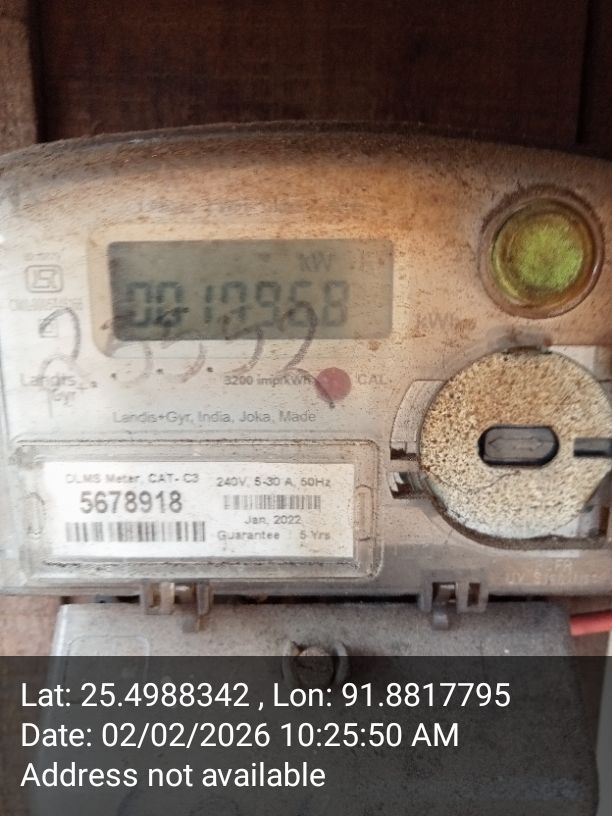 kW
kWh
3200 imp/kWh
CAL
Landis
Gyr
Landis+Gyr, India, Joka, Made
DLMS Meter, CAT- C3
5678918
240V, 5-30 A, 50Hz
Jan, 2022
Guarantee : 5 Yrs
Lat: 25.4988342 , Lon: 91.8817795
Date: 02/02/2026 10:25:50 AM
Address not available